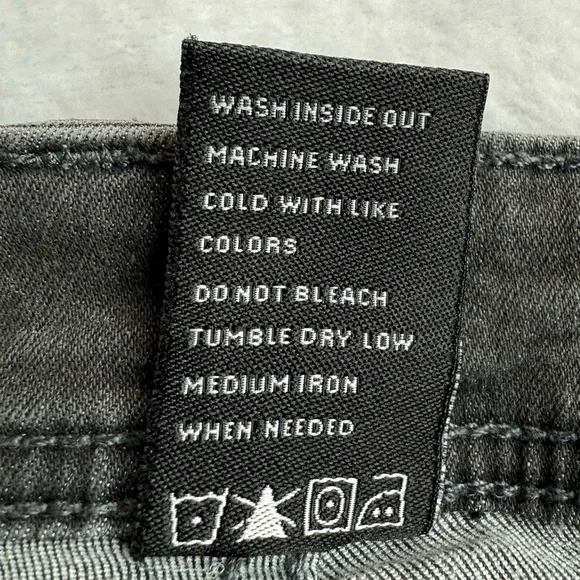 WASH INSIDE OUT
MACHINE WASH
COLD WITH LIKE
COLORS
DO NOT BLEACH
TUMBLE DRY LOW
MEDIUM IRON
WHEN NEEDED